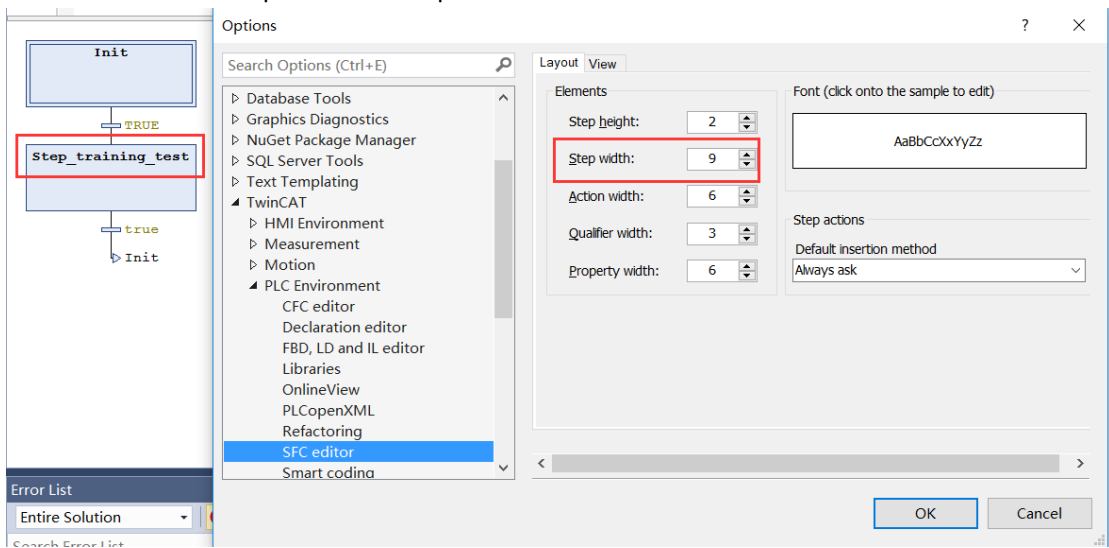 Init
TRUE
Step_training_test
true
Init
Error List
Entire Solution
Search Error List
Options
?
Search Options (Ctrl+E)
Database Tools
Graphics Diagnostics
NuGet Package Manager
SQL Server Tools
Text Templating
TwinCAT
HMI Environment
Measurement
Motion
PLC Environment
CFC editor
Declaration editor
FBD, LD and IL editor
Libraries
OnlineView
PLCopenXML
Refactoring
SFC editor
Smart coding
Layout View
Elements
Step height: 2
Step width: 9
Action width: 6
Qualifier width: 3
Property width: 6
Font (click onto the sample to edit)
AaBbCcXxYyZz
Step actions
Default insertion method
Always ask
OK Cancel